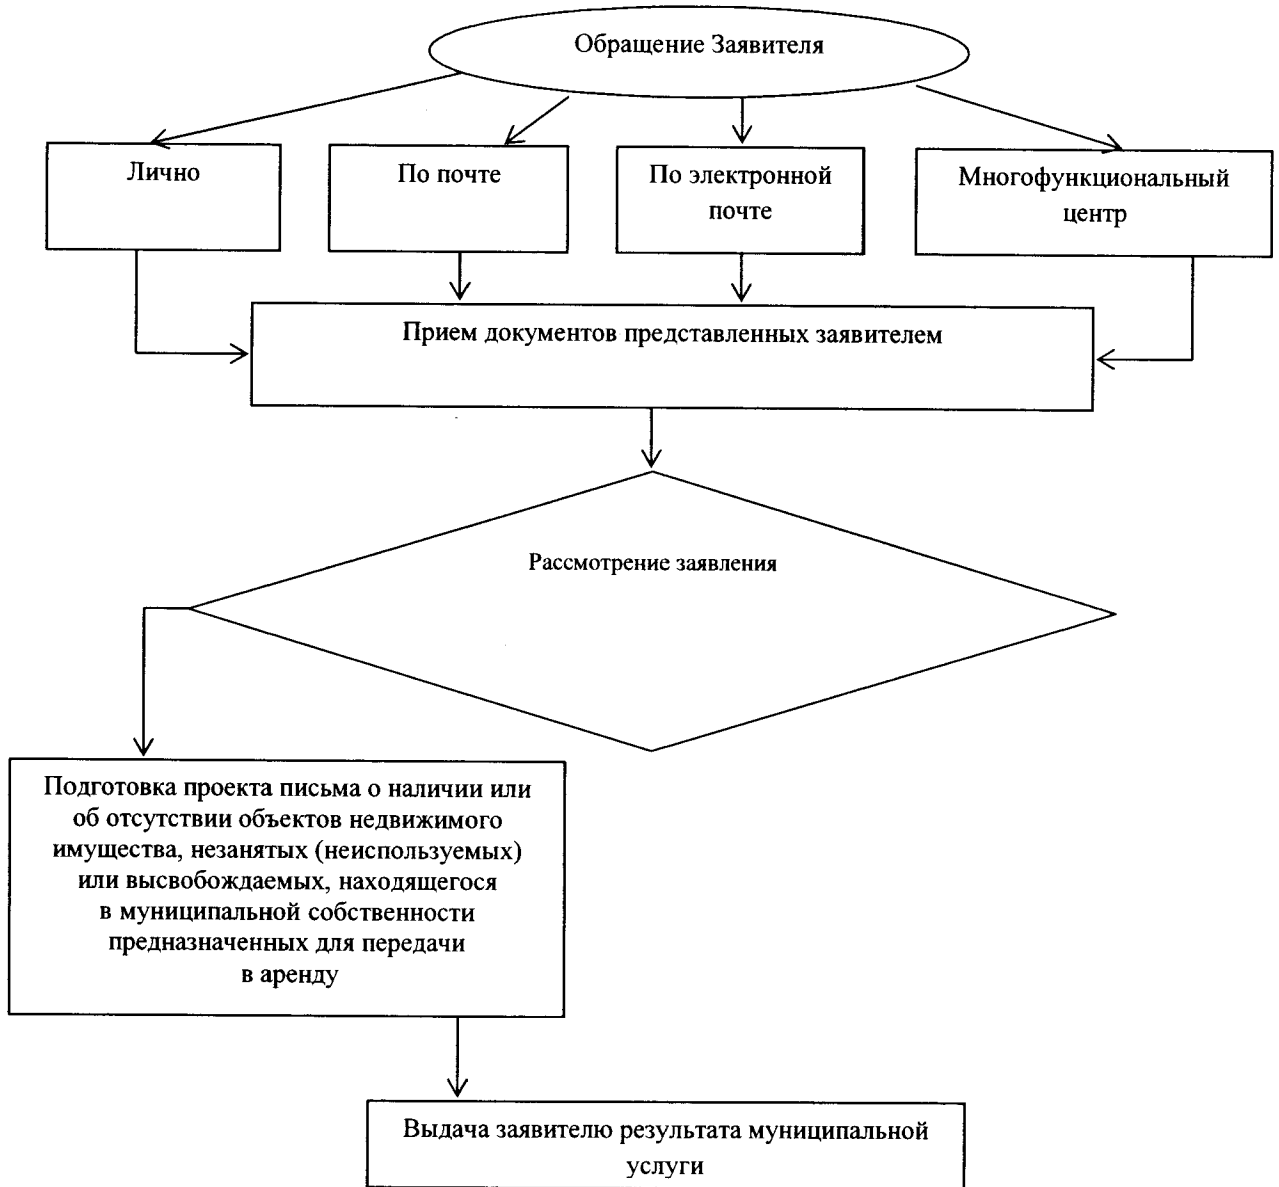 Обращение Заявителя
Лично
По почте
По электронной
почте
Многофункциональный
центр
Прием документов представленных заявителем
Рассмотрение заявления
Подготовка проекта письма о наличии или
об отсутствии объектов недвижимого
имущества, незанятых (неиспользуемых)
или высвобождаемых, находящегося
в муниципальной собственности
предназначенных для передачи
в аренду
Выдача заявителю результата муниципальной
услуги